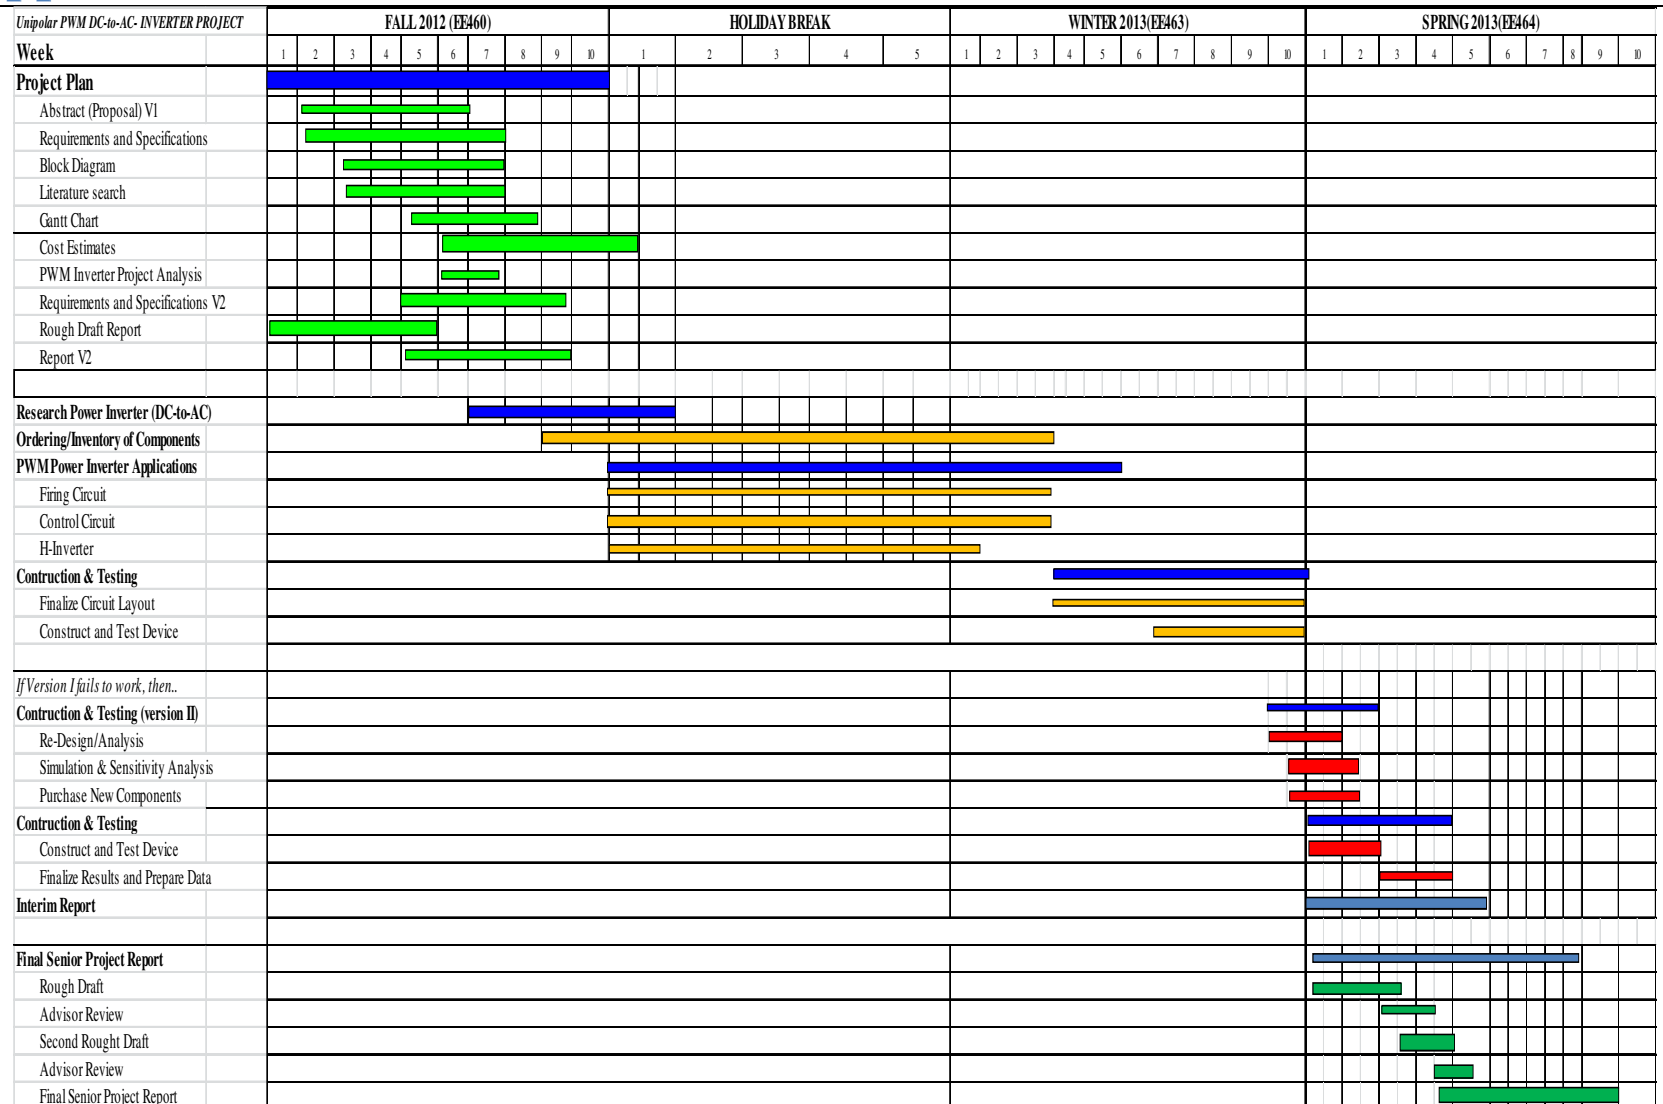 Unipolar PWM DC-to-AC- INVERTER PROJECT FALL 2012 (EE460) HOLIDAY BREAK WINTER 2013(EE463) SPRING 2013(EE464)
Week 1 2 3 4 5 6 7 8 9 10 1 2 3 4 5 1 2 3 4 5 6 7 8 9 10 1 2 3 4 5 6 7 8 9 10
Project Plan
Abstract (Proposal) V1
Requirements and Specifications
Block Diagram
Literature search
Gantt Chart
Cost Estimates
PWM Inverter Project Analysis
Requirements and Specifications V2
Rough Draft Report
Report V2
Research Power Inverter (DC-to-AC)
Ordering/Inventory of Components
PWM Power Inverter Applications
Firing Circuit
Control Circuit
H-Inverter
Contruction & Testing
Finalize Circuit Layout
Construct and Test Device
If Version I fails to work, then..
Contruction & Testing (version II)
Re-Design/Analysis
Simulation & Sensitivity Analysis
Purchase New Components
Contruction & Testing
Construct and Test Device
Finalize Results and Prepare Data
Interim Report
Final Senior Project Report
Rough Draft
Advisor Review
Second Rought Draft
Advisor Review
Final Senior Project Report